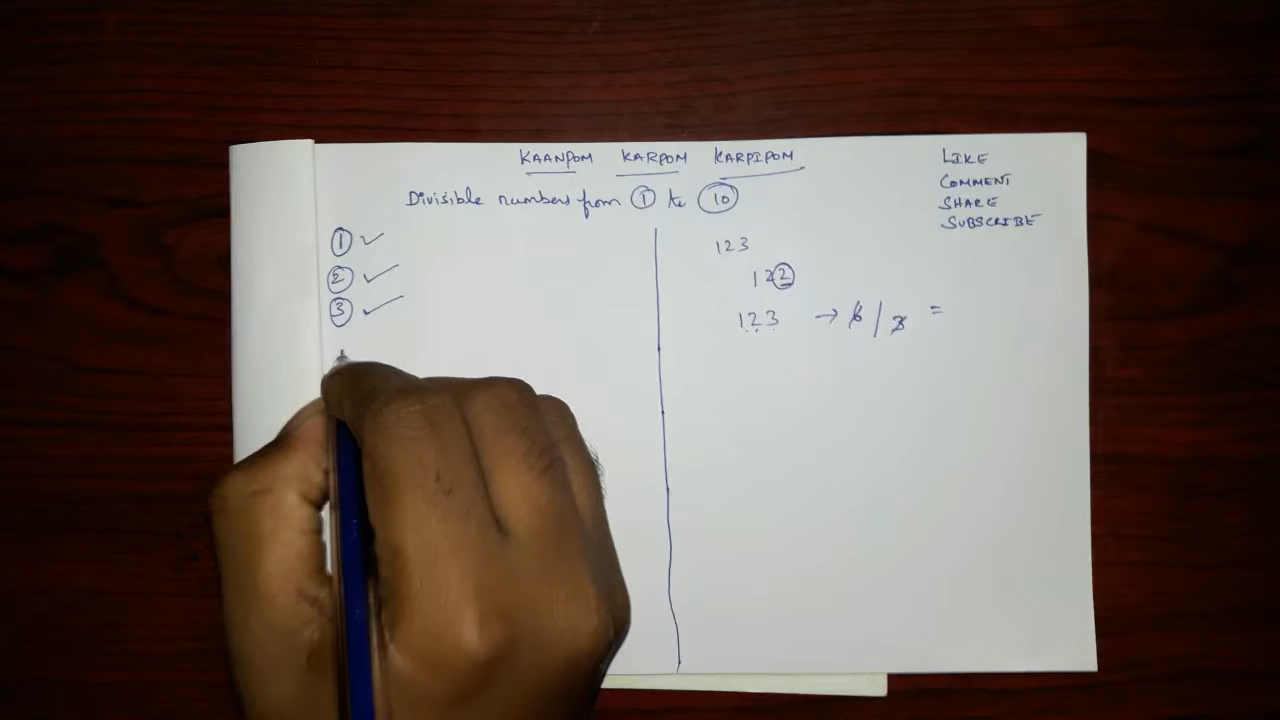 KAANPOM KARPOM KARPIPOM
Divisible numbers from 1 to 10
LIKE
COMMENT
SHARE
SUBSCRIBE
1 ✓
2 ✓
3 ✓
123
122
123 → 6 / 3 =